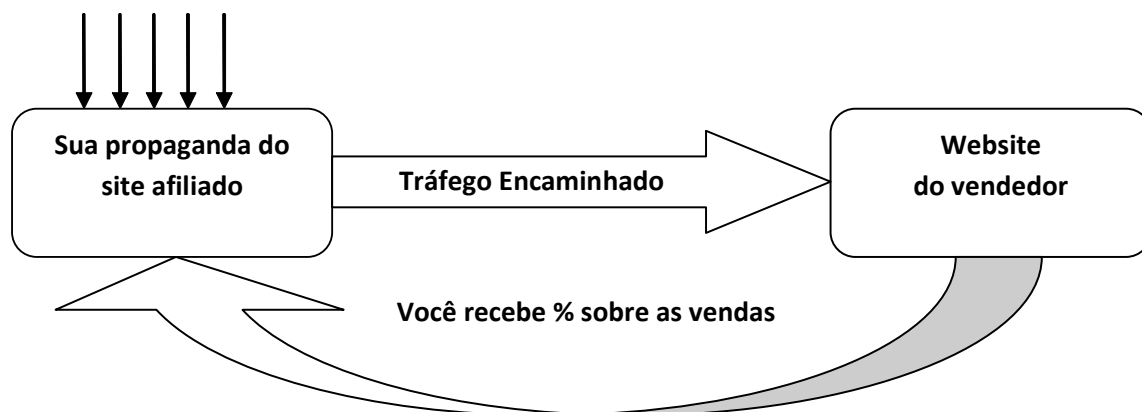 Sua propaganda do
site afiliado
Tráfego Encaminhado
Website
do vendedor
Você recebe % sobre as vendas